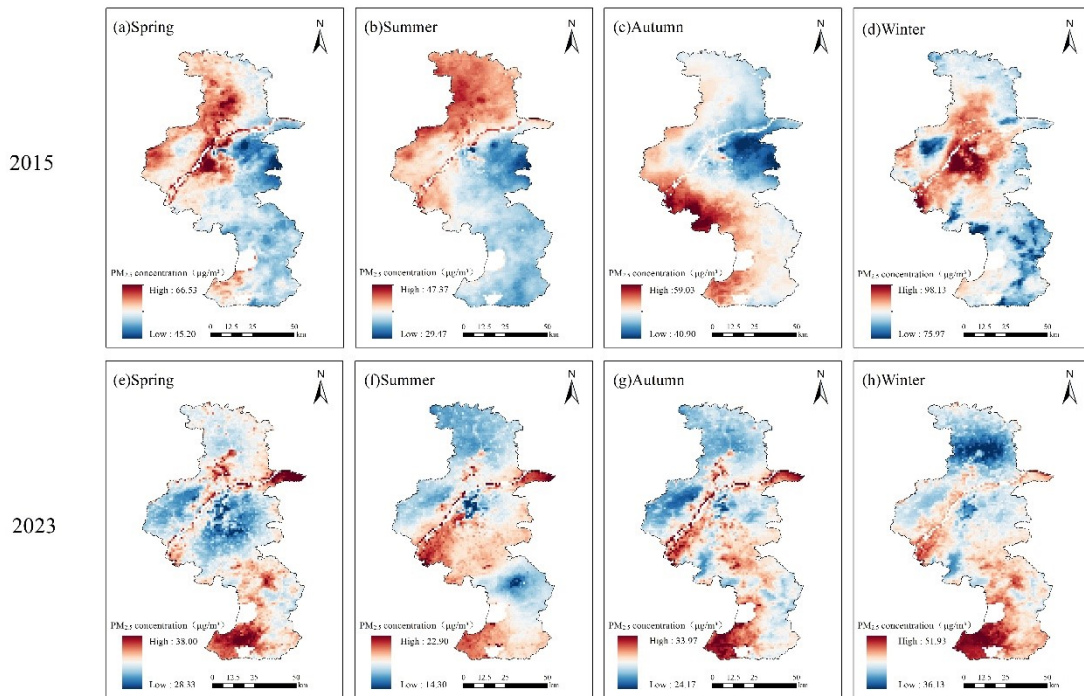 (a)Spring
N
PM2.5 concentration (μg/m³)
High : 66.53
Low : 45.20
0 12.5 25 50
km
(b)Summer
N
PM2.5 concentration (μg/m³)
High : 47.37
Low : 29.47
0 12.5 25 50
km
(c)Autumn
N
PM2.5 concentration (μg/m³)
High : 59.03
Low : 40.90
0 12.5 25 50
km
(d)Winter
N
PM2.5 concentration (μg/m³)
High : 98.13
Low : 75.97
0 12.5 25 50
km
2015
(e)Spring
N
PM2.5 concentration (μg/m³)
High : 38.00
Low : 28.33
0 12.5 25 50
km
(f)Summer
N
PM2.5 concentration (μg/m³)
High : 22.90
Low : 14.30
0 12.5 25 50
km
(g)Autumn
N
PM2.5 concentration (μg/m³)
High : 33.97
Low : 24.17
0 12.5 25 50
km
(h)Winter
N
PM2.5 concentration (μg/m³)
High : 51.93
Low : 36.13
0 12.5 25 50
km
2023